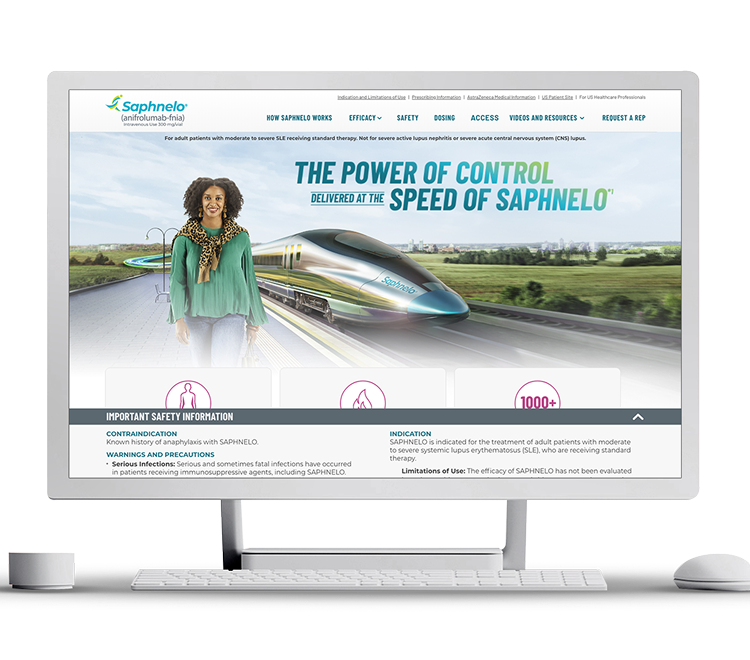 Indication and Limitations of Use | Prescribing Information | AstraZeneca Medical Information | US Patient Site | For US Healthcare Professionals
Saphnelo®
(anifrolumab-fnia)
Intravenous Use 300 mg/vial
HOW SAPHNELO WORKS EFFICACY SAFETY DOSING ACCESS VIDEOS AND RESOURCES REQUEST A REP
For adult patients with moderate to severe SLE receiving standard therapy. Not for severe active lupus nephritis or severe acute central nervous system (CNS) lupus.
THE POWER OF CONTROL
DELIVERED AT THE SPEED OF SAPHNELO*†
Saphnelo
1000+
IMPORTANT SAFETY INFORMATION
CONTRAINDICATION
Known history of anaphylaxis with SAPHNELO.
WARNINGS AND PRECAUTIONS
• Serious Infections: Serious and sometimes fatal infections have occurred
in patients receiving immunosuppressive agents, including SAPHNELO.
INDICATION
SAPHNELO is indicated for the treatment of adult patients with moderate
to severe systemic lupus erythematosus (SLE), who are receiving standard
therapy.
Limitations of Use: The efficacy of SAPHNELO has not been evaluated